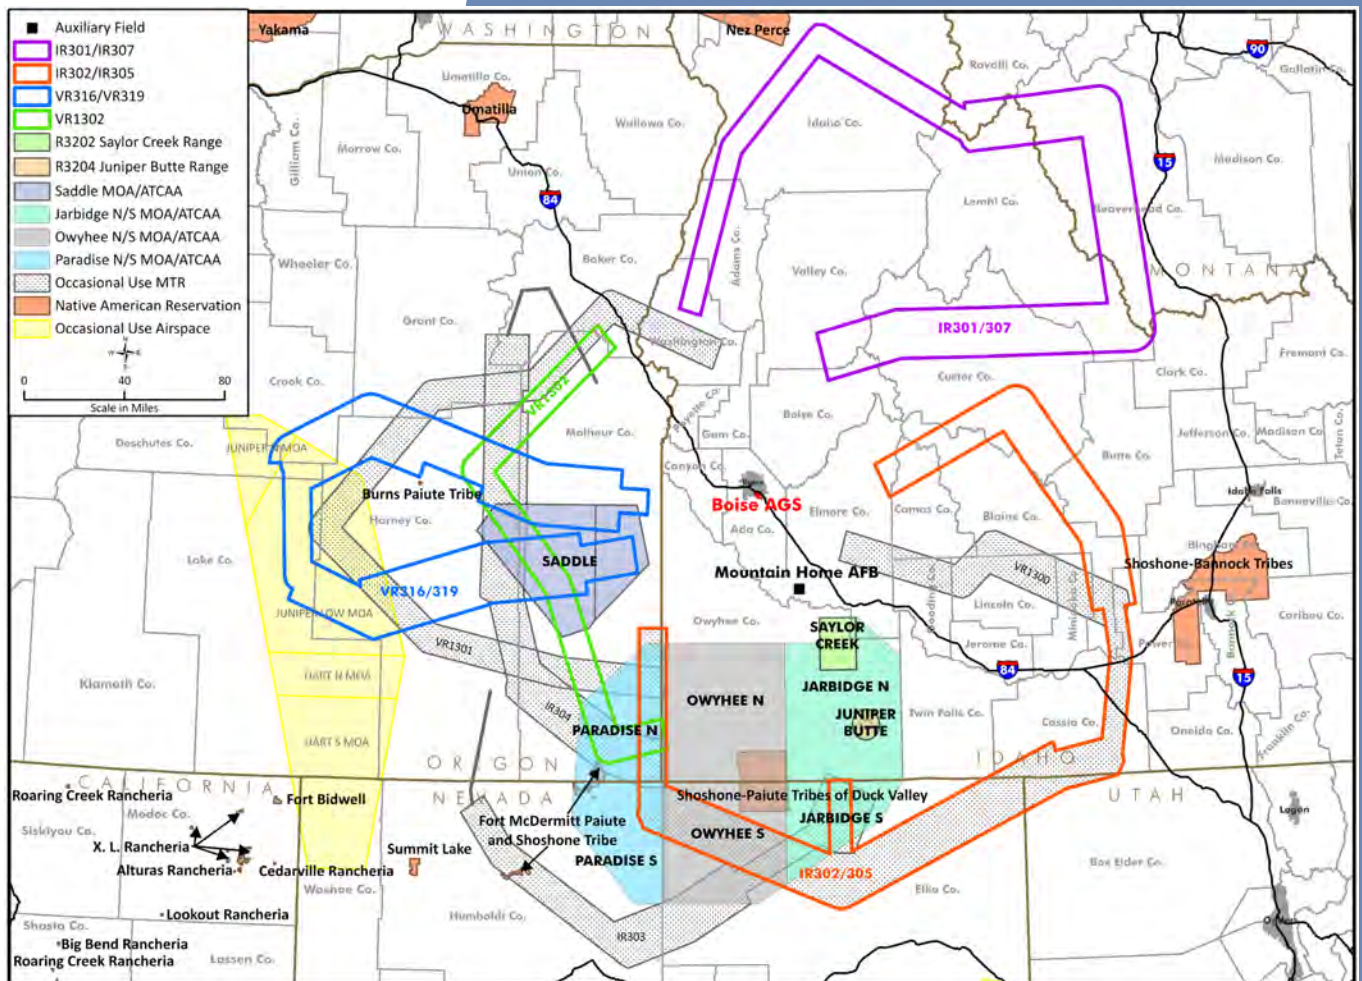 Auxiliary Field
IR301/IR307
IR302/IR305
VR316/VR319
VR1302
R3202 Saylor Creek Range
R3204 Juniper Butte Range
Saddle MOA/ATCAA
Jarbidge N/S MOA/ATCAA
Owyhee N/S MOA/ATCAA
Paradise N/S MOA/ATCAA
Occasional Use MTR
Native American Reservation
Occasional Use Airspace
N
W
E
S
0 40 80
Scale in Miles
Yakama
WASHINGTON
Nez Perce
90
Ravalli Co.
Gallatin Co.
Umatilla Co.
Umatilla
Wallowa Co.
Idaho Co.
Gilliam Co.
Morrow Co.
Union Co.
15
Madison Co.
84
Lemhi Co.
Beaverhead Co.
Wheeler Co.
Baker Co.
Adams Co.
Valley Co.
MONTANA
Grant Co.
Washington Co.
IR301/307
Fremont Co.
Crook Co.
VR1302
Payette Co.
Custer Co.
Clark Co.
Deschutes Co.
JUNIPER N MOA
Malheur Co.
Gem Co.
Boise Co.
Butte Co.
Jefferson Co.
Madison Co.
Teton Co.
Canyon Co.
Burns Paiute Tribe
Boise AGS
Idaho Falls
Bonneville Co.
Harney Co.
Ada Co.
Elmore Co.
Camas Co.
Blaine Co.
Lake Co.
SADDLE
Mountain Home AFB
VR1300
Bingham Co.
Shoshone-Bannock Tribes
VR316/319
JUNIPER LOW MOA
Owyhee Co.
SAYLOR
CREEK
Gooding Co.
Lincoln Co.
Minidoka Co.
Pocatello
Caribou Co.
VR1301
Jerome Co.
Power Co.
Bannock Co.
84
15
Klamath Co.
HART N MOA
IR304
OWYHEE N
JARBIDGE N
PARADISE N
JUNIPER
BUTTE
Twin Falls Co.
Cassia Co.
Oneida Co.
Franklin Co.
HART S MOA
OREGON
IDAHO
CALIFORNIA
NEVADA
UTAH
Roaring Creek Rancheria
Modoc Co.
Fort Bidwell
Shoshone-Paiute Tribes of Duck Valley
Logan
Siskiyou Co.
X. L. Rancheria
Fort McDermitt Paiute
and Shoshone Tribe
OWYHEE S
JARBIDGE S
Summit Lake
PARADISE S
Box Elder Co.
Alturas Rancheria
Cedarville Rancheria
IR302/305
Washoe Co.
Elko Co.
Lookout Rancheria
Humboldt Co.
Shasta Co.
IR303
Big Bend Rancheria
Roaring Creek Rancheria
Lassen Co.